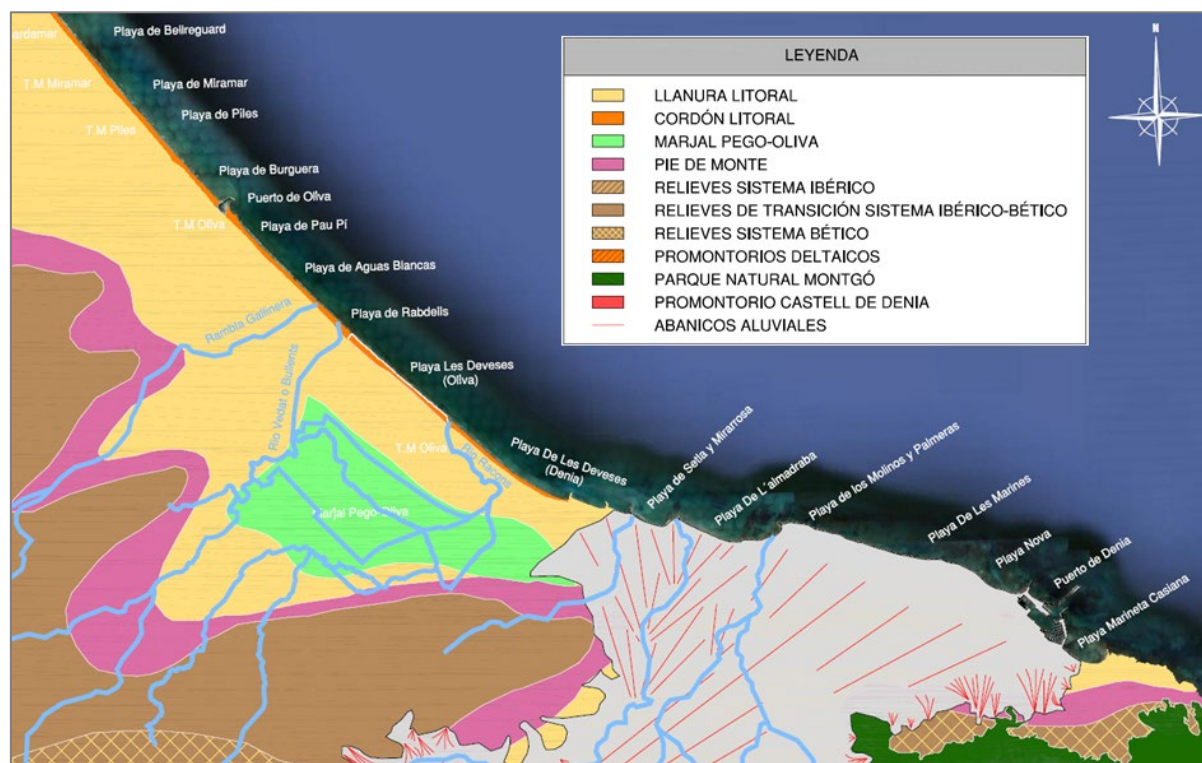 Playa de Bellreguard
LEYENDA
N
T.M Miramar
Playa de Miramar
LLANURA LITORAL
CORDÓN LITORAL
MARJAL PEGO-OLIVA
PIE DE MONTE
RELIEVES SISTEMA IBÉRICO
RELIEVES DE TRANSICIÓN SISTEMA IBÉRICO-BÉTICO
RELIEVES SISTEMA BÉTICO
PROMONTORIOS DELTAICOS
PARQUE NATURAL MONTGÓ
PROMONTORIO CASTELL DE DENIA
ABANICOS ALUVIALES
Playa de Piles
T.M Piles
Playa de Burguera
Puerto de Oliva
T.M Oliva
Playa de Pau Pí
Playa de Aguas Blancas
Rambla Gallinera
Playa de Rabdells
Rio Vedat o Bullents
Playa Les Deveses
(Oliva)
T.M Oliva
Rio Racons
Playa De Les Deveses
(Denia)
Playa de Setla y Mirarrosa
Playa De L´almadraba
Playa de los Molinos y Palmeras
Playa De Les Marines
Playa Nova
Puerto de Denia
Playa Marineta Casiana
Pego-Oliva